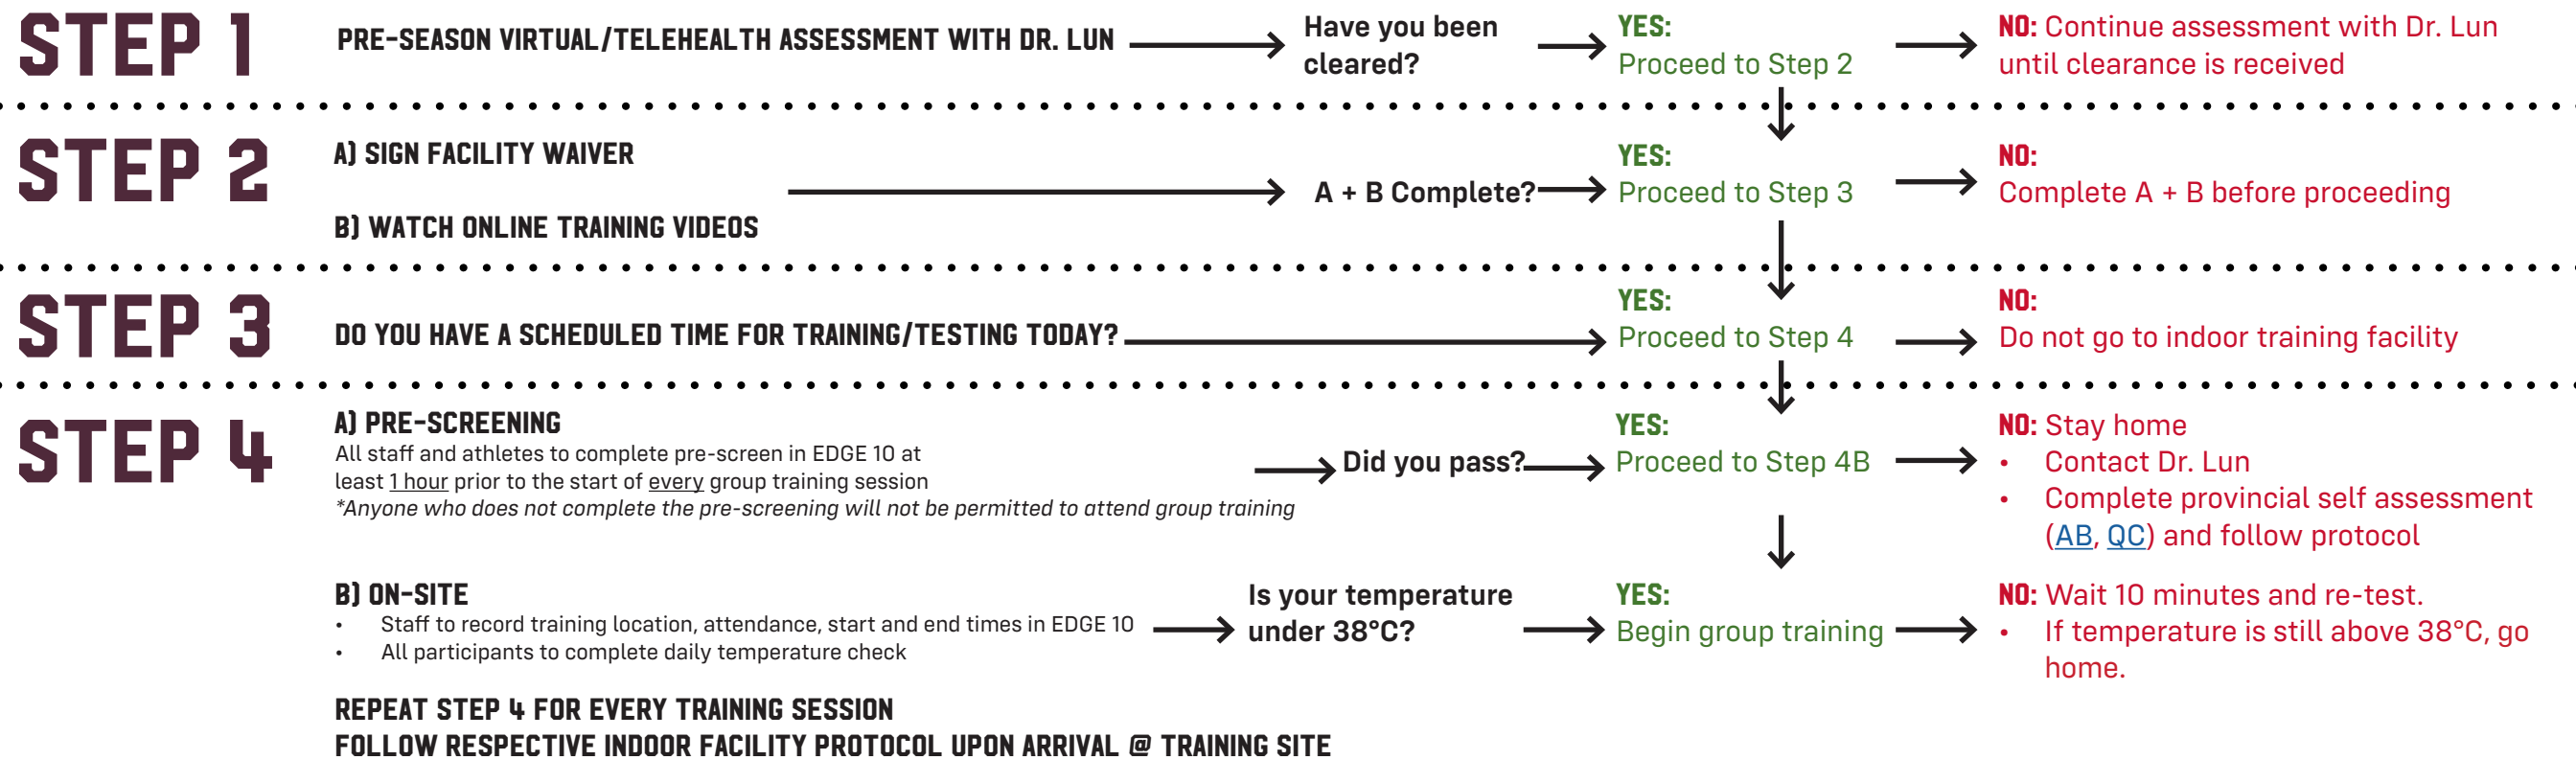 STEP 1
PRE-SEASON VIRTUAL/TELEHEALTH ASSESSMENT WITH DR. LUN
Have you been
cleared?
YES:
Proceed to Step 2
NO: Continue assessment with Dr. Lun
until clearance is received
STEP 2
A) SIGN FACILITY WAIVER
B) WATCH ONLINE TRAINING VIDEOS
A + B Complete?
YES:
Proceed to Step 3
NO:
Complete A + B before proceeding
STEP 3
DO YOU HAVE A SCHEDULED TIME FOR TRAINING/TESTING TODAY?
YES:
Proceed to Step 4
NO:
Do not go to indoor training facility
STEP 4
A) PRE-SCREENING
All staff and athletes to complete pre-screen in EDGE 10 at
least 1 hour prior to the start of every group training session
*Anyone who does not complete the pre-screening will not be permitted to attend group training
Did you pass?
YES:
Proceed to Step 4B
NO: Stay home
• Contact Dr. Lun
• Complete provincial self assessment
(AB, QC) and follow protocol
B) ON-SITE
• Staff to record training location, attendance, start and end times in EDGE 10
• All participants to complete daily temperature check
Is your temperature
under 38°C?
YES:
Begin group training
NO: Wait 10 minutes and re-test.
• If temperature is still above 38°C, go
home.
REPEAT STEP 4 FOR EVERY TRAINING SESSION
FOLLOW RESPECTIVE INDOOR FACILITY PROTOCOL UPON ARRIVAL @ TRAINING SITE